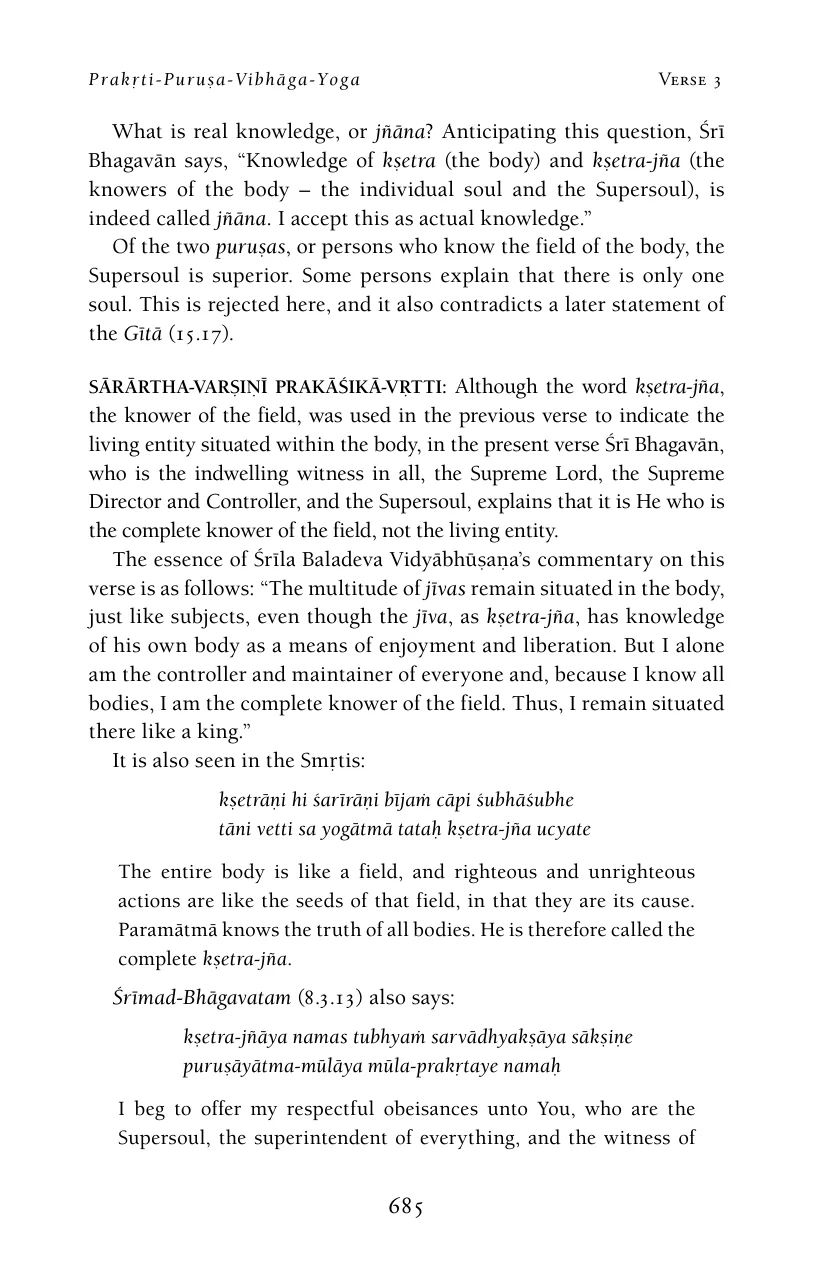 Prakṛti-Puruṣa-Vibhāga-Yoga Verse 3
What is real knowledge, or jñāna? Anticipating this question, Śrī
Bhagavān says, “Knowledge of kṣetra (the body) and kṣetra-jña (the
knowers of the body – the individual soul and the Supersoul), is
indeed called jñāna. I accept this as actual knowledge.”
Of the two puruṣas, or persons who know the field of the body, the
Supersoul is superior. Some persons explain that there is only one
soul. This is rejected here, and it also contradicts a later statement of
the Gītā (15.17).
SĀRĀRTHA-VARṢIṆĪ PRAKĀŚIKĀ-VṚTTI: Although the word kṣetra-jña,
the knower of the field, was used in the previous verse to indicate the
living entity situated within the body, in the present verse Śrī Bhagavān,
who is the indwelling witness in all, the Supreme Lord, the Supreme
Director and Controller, and the Supersoul, explains that it is He who is
the complete knower of the field, not the living entity.
The essence of Śrīla Baladeva Vidyābhūṣaṇa’s commentary on this
verse is as follows: “The multitude of jīvas remain situated in the body,
just like subjects, even though the jīva, as kṣetra-jña, has knowledge
of his own body as a means of enjoyment and liberation. But I alone
am the controller and maintainer of everyone and, because I know all
bodies, I am the complete knower of the field. Thus, I remain situated
there like a king.”
It is also seen in the Smṛtis:
kṣetrāṇi hi śarīrāṇi bījaṁ cāpi śubhāśubhe
tāni vetti sa yogātmā tataḥ kṣetra-jña ucyate
The entire body is like a field, and righteous and unrighteous
actions are like the seeds of that field, in that they are its cause.
Paramātmā knows the truth of all bodies. He is therefore called the
complete kṣetra-jña.
Śrīmad-Bhāgavatam (8.3.13) also says:
kṣetra-jñāya namas tubhyaṁ sarvādhyakṣāya sākṣiṇe
puruṣāyātma-mūlāya mūla-prakṛtaye namaḥ
I beg to offer my respectful obeisances unto You, who are the
Supersoul, the superintendent of everything, and the witness of
685